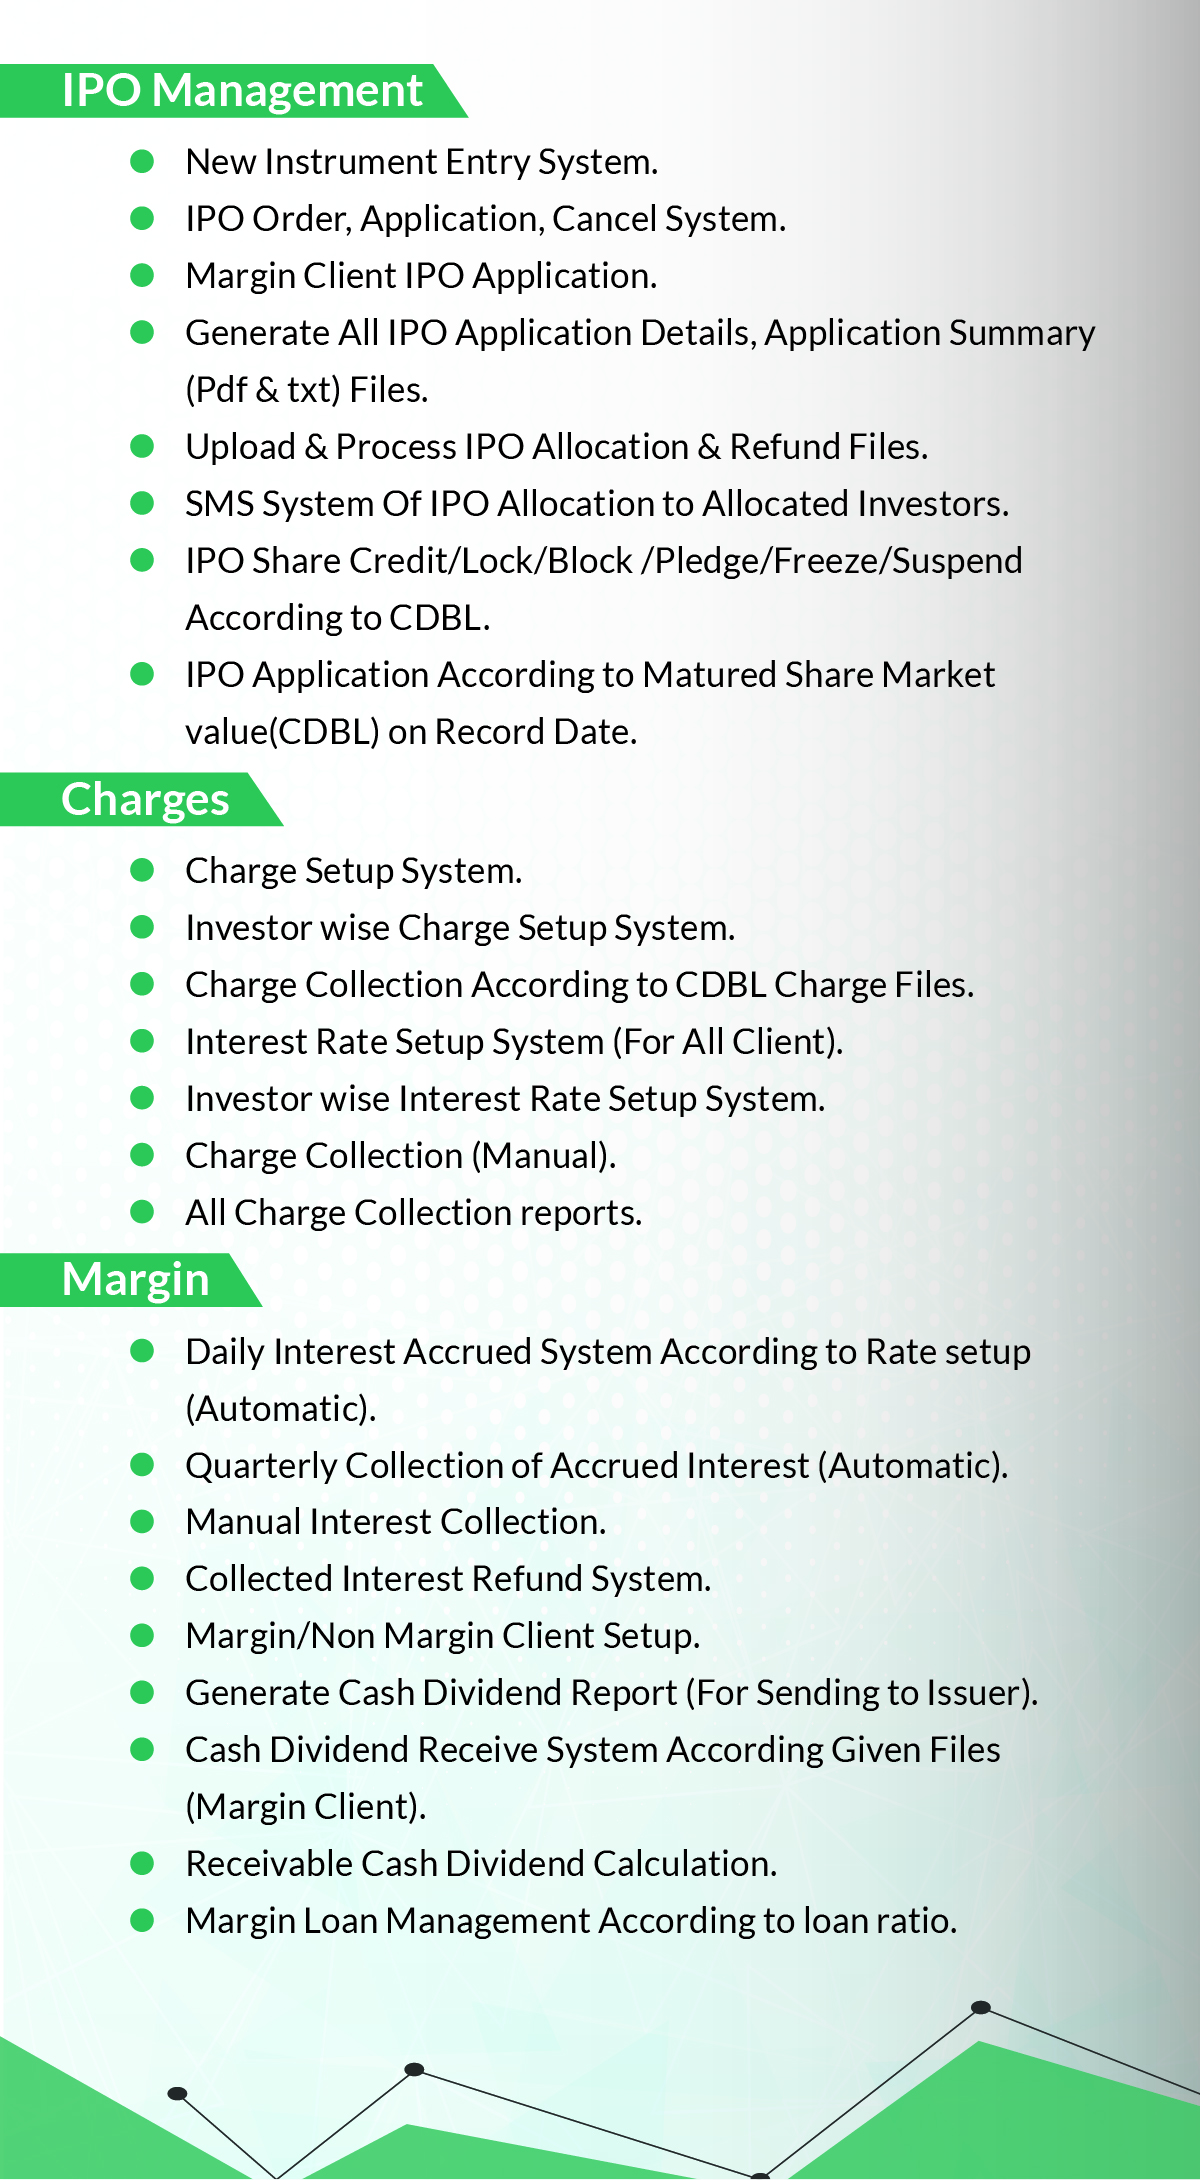 IPO Management
New Instrument Entry System.
IPO Order, Application, Cancel System.
Margin Client IPO Application.
Generate All IPO Application Details, Application Summary
(Pdf & txt) Files.
Upload & Process IPO Allocation & Refund Files.
SMS System Of IPO Allocation to Allocated Investors.
IPO Share Credit/Lock/Block /Pledge/Freeze/Suspend
According to CDBL.
IPO Application According to Matured Share Market
value(CDBL) on Record Date.
Charges
Charge Setup System.
Investor wise Charge Setup System.
Charge Collection According to CDBL Charge Files.
Interest Rate Setup System (For All Client).
Investor wise Interest Rate Setup System.
Charge Collection (Manual).
All Charge Collection reports.
Margin
Daily Interest Accrued System According to Rate setup
(Automatic).
Quarterly Collection of Accrued Interest (Automatic).
Manual Interest Collection.
Collected Interest Refund System.
Margin/Non Margin Client Setup.
Generate Cash Dividend Report (For Sending to Issuer).
Cash Dividend Receive System According Given Files
(Margin Client).
Receivable Cash Dividend Calculation.
Margin Loan Management According to loan ratio.